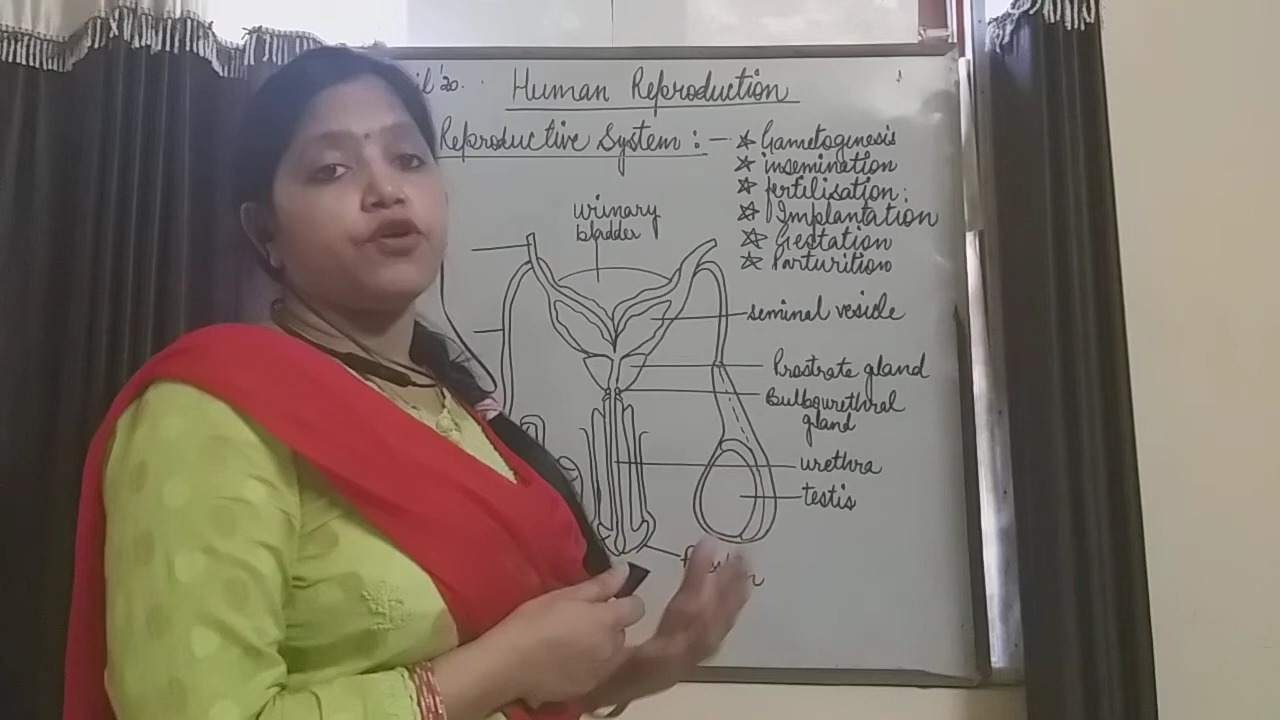 '20.
Human Reproduction
Reproductive System : -
☆ Gametogenesis
☆ insemination
☆ fertilisation :
☆ Implantation
☆ Gestation
☆ Parturition
urinary
bladder
seminal vesicle
Prostrate gland
Bulbourethral
gland
urethra
testis